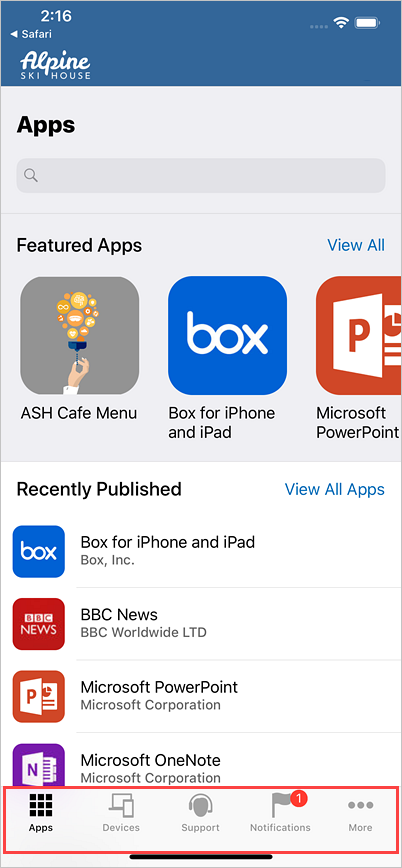 2:16
Safari
Alpine
SKI HOUSE
Apps
Featured Apps
View All
box
P
ASH Cafe Menu
Box for iPhone
and iPad
Microsoft
PowerPoint
Recently Published
View All Apps
box
Box for iPhone and iPad
Box, Inc.
BBC
NEWS
BBC News
BBC Worldwide LTD
P
Microsoft PowerPoint
Microsoft Corporation
N
Microsoft OneNote
Microsoft Corporation
1
Apps
Devices
Support
Notifications
More